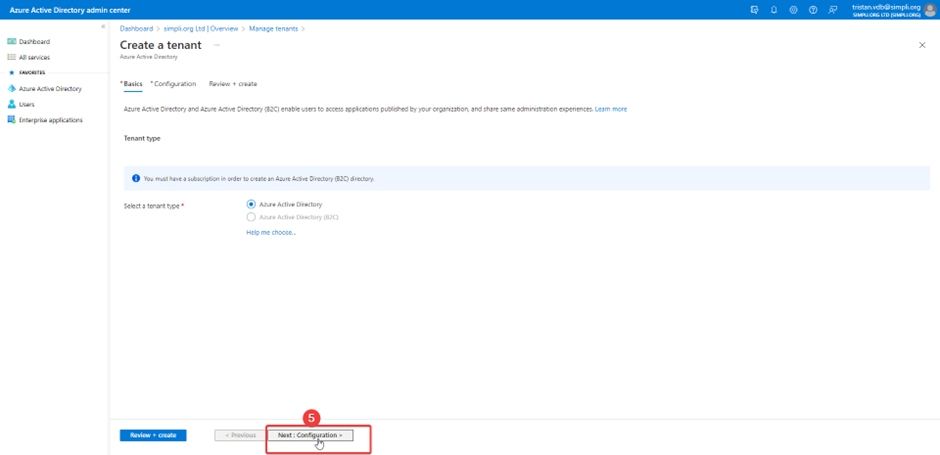 Azure Active Directory admin center
tristan.vdb@simpli.org
SIMPLI.ORG LTD (SIMPLI.ORG)
«
Dashboard
All services
FAVORITES
Azure Active Directory
Users
Enterprise applications
Dashboard > simpli.org Ltd | Overview > Manage tenants >
Create a tenant ...
Azure Active Directory
* Basics * Configuration Review + create
Azure Active Directory and Azure Active Directory (B2C) enable users to access applications published by your organization, and share same administration experiences. Learn more
Tenant type
You must have a subscription in order to create an Azure Active Directory (B2C) directory.
Select a tenant type *
Azure Active Directory
Azure Active Directory (B2C)
Help me choose...
5
Review + create
< Previous
Next : Configuration >